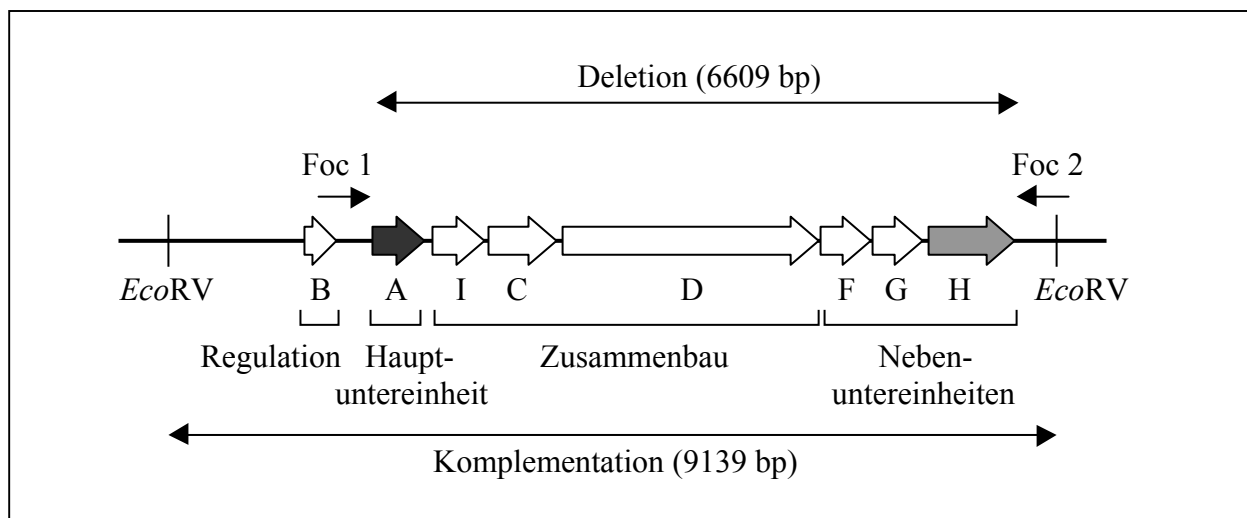 Deletion (6609 bp)
Foc 1
Foc 2
EcoRV B A I C D F G H EcoRV
Regulation Haupt- Zusammenbau Neben-
untereinheit untereinheiten
Komplementation (9139 bp)